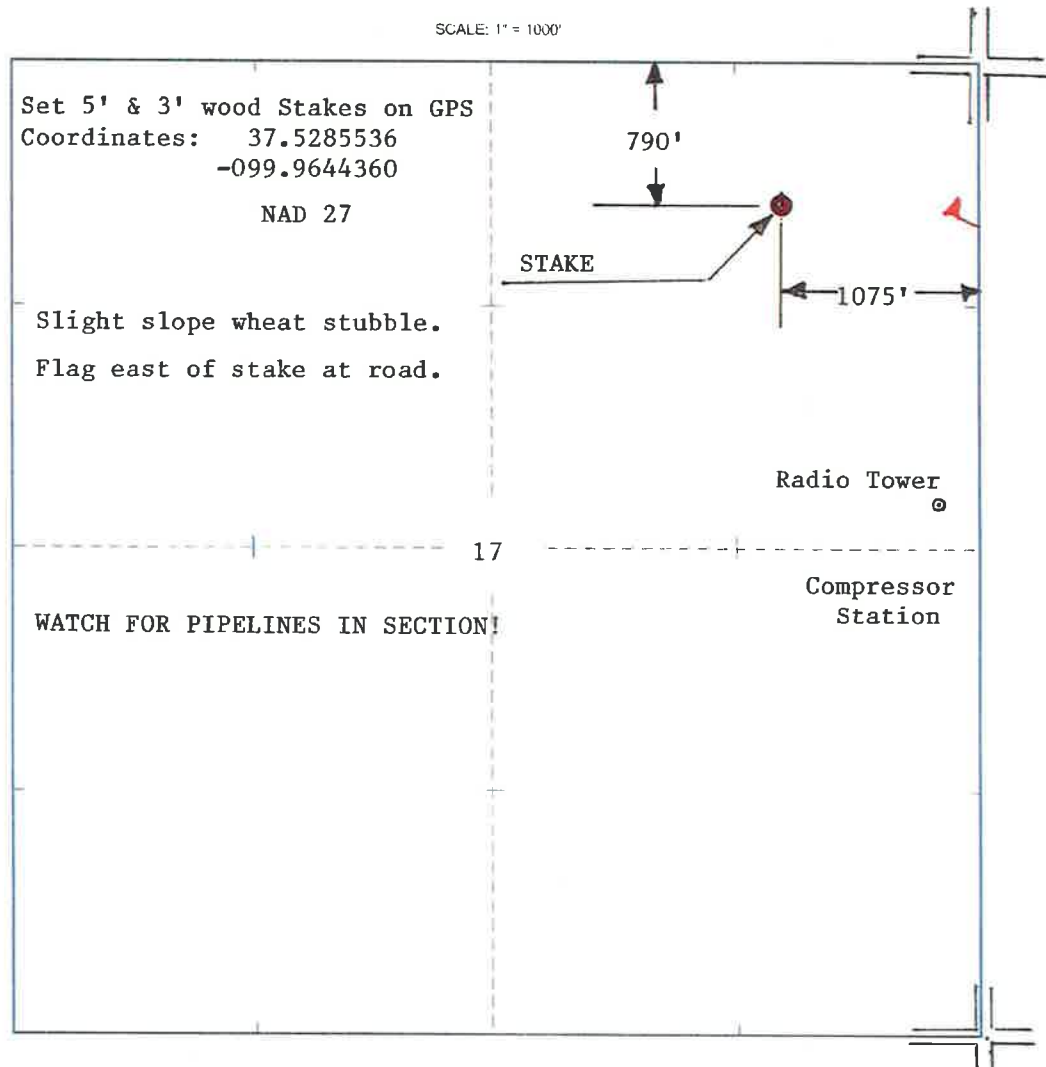 SCALE: 1" = 1000'
Set 5' & 3' wood Stakes on GPS
Coordinates: 37.5285536
-099.9644360
NAD 27
790'
STAKE
1075'
Slight slope wheat stubble.
Flag east of stake at road.
Radio Tower
17
Compressor
Station
WATCH FOR PIPELINES IN SECTION!